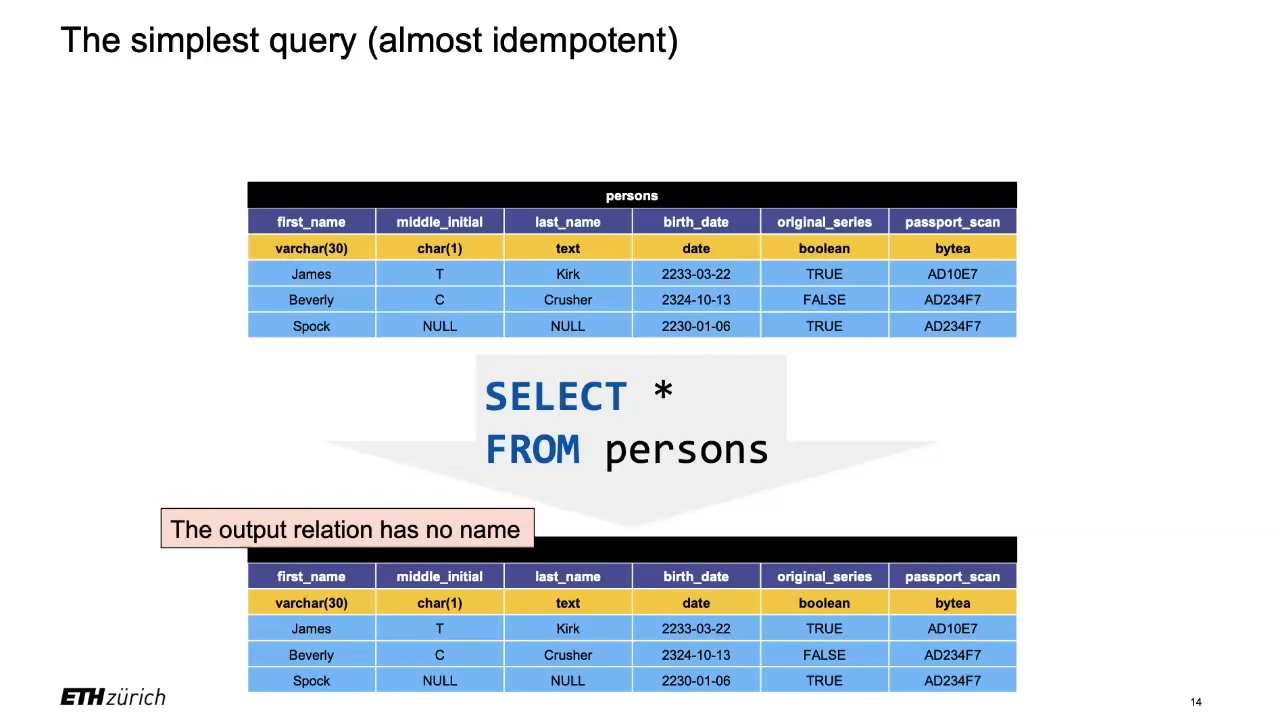 The simplest query (almost idempotent)
persons
first_name middle_initial last_name birth_date original_series passport_scan
varchar(30) char(1) text date boolean bytea
James T Kirk 2233-03-22 TRUE AD10E7
Beverly C Crusher 2324-10-13 FALSE AD234F7
Spock NULL NULL 2230-01-06 TRUE AD234F7
SELECT *
FROM persons
The output relation has no name
first_name middle_initial last_name birth_date original_series passport_scan
varchar(30) char(1) text date boolean bytea
James T Kirk 2233-03-22 TRUE AD10E7
Beverly C Crusher 2324-10-13 FALSE AD234F7
Spock NULL NULL 2230-01-06 TRUE AD234F7
ETH zürich
14